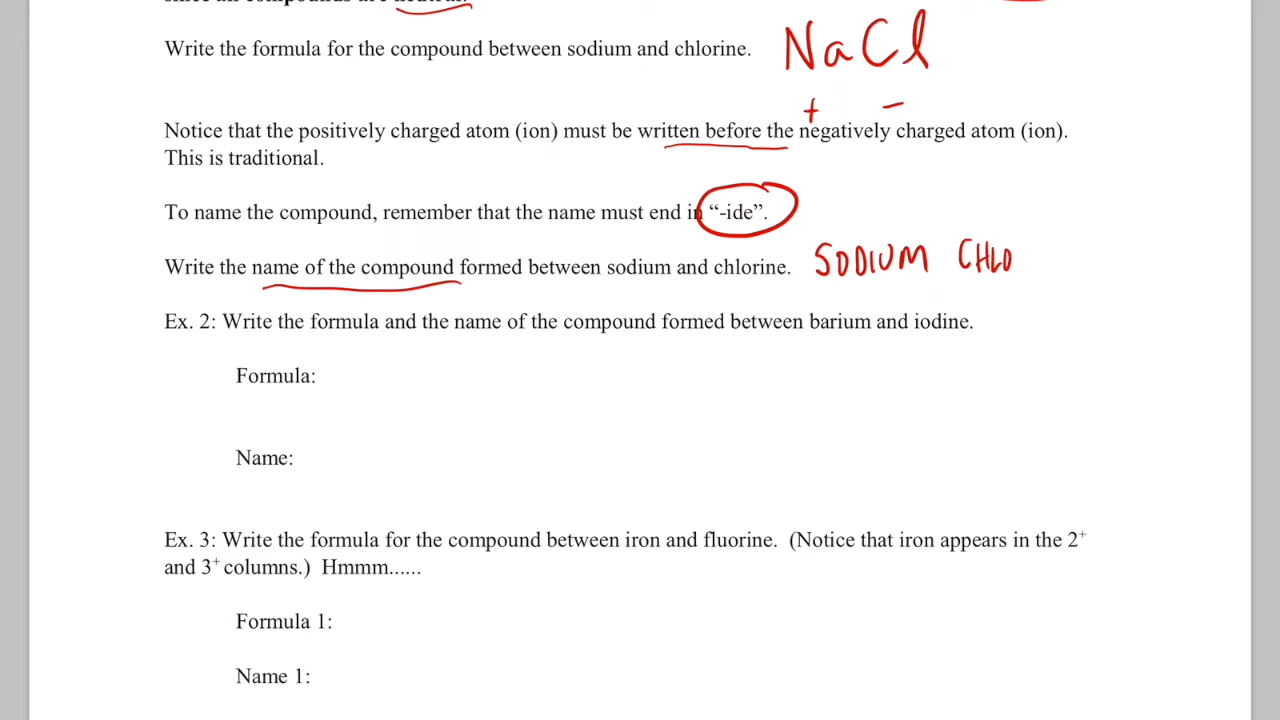 since all compounds are neutral.
Write the formula for the compound between sodium and chlorine. NaCl
+ −
Notice that the positively charged atom (ion) must be written before the negatively charged atom (ion).
This is traditional.
To name the compound, remember that the name must end in “-ide”.
Write the name of the compound formed between sodium and chlorine. SODIUM CHLO
Ex. 2: Write the formula and the name of the compound formed between barium and iodine.
Formula:
Name:
Ex. 3: Write the formula for the compound between iron and fluorine. (Notice that iron appears in the 2⁺
and 3⁺ columns.) Hmmm......
Formula 1:
Name 1: